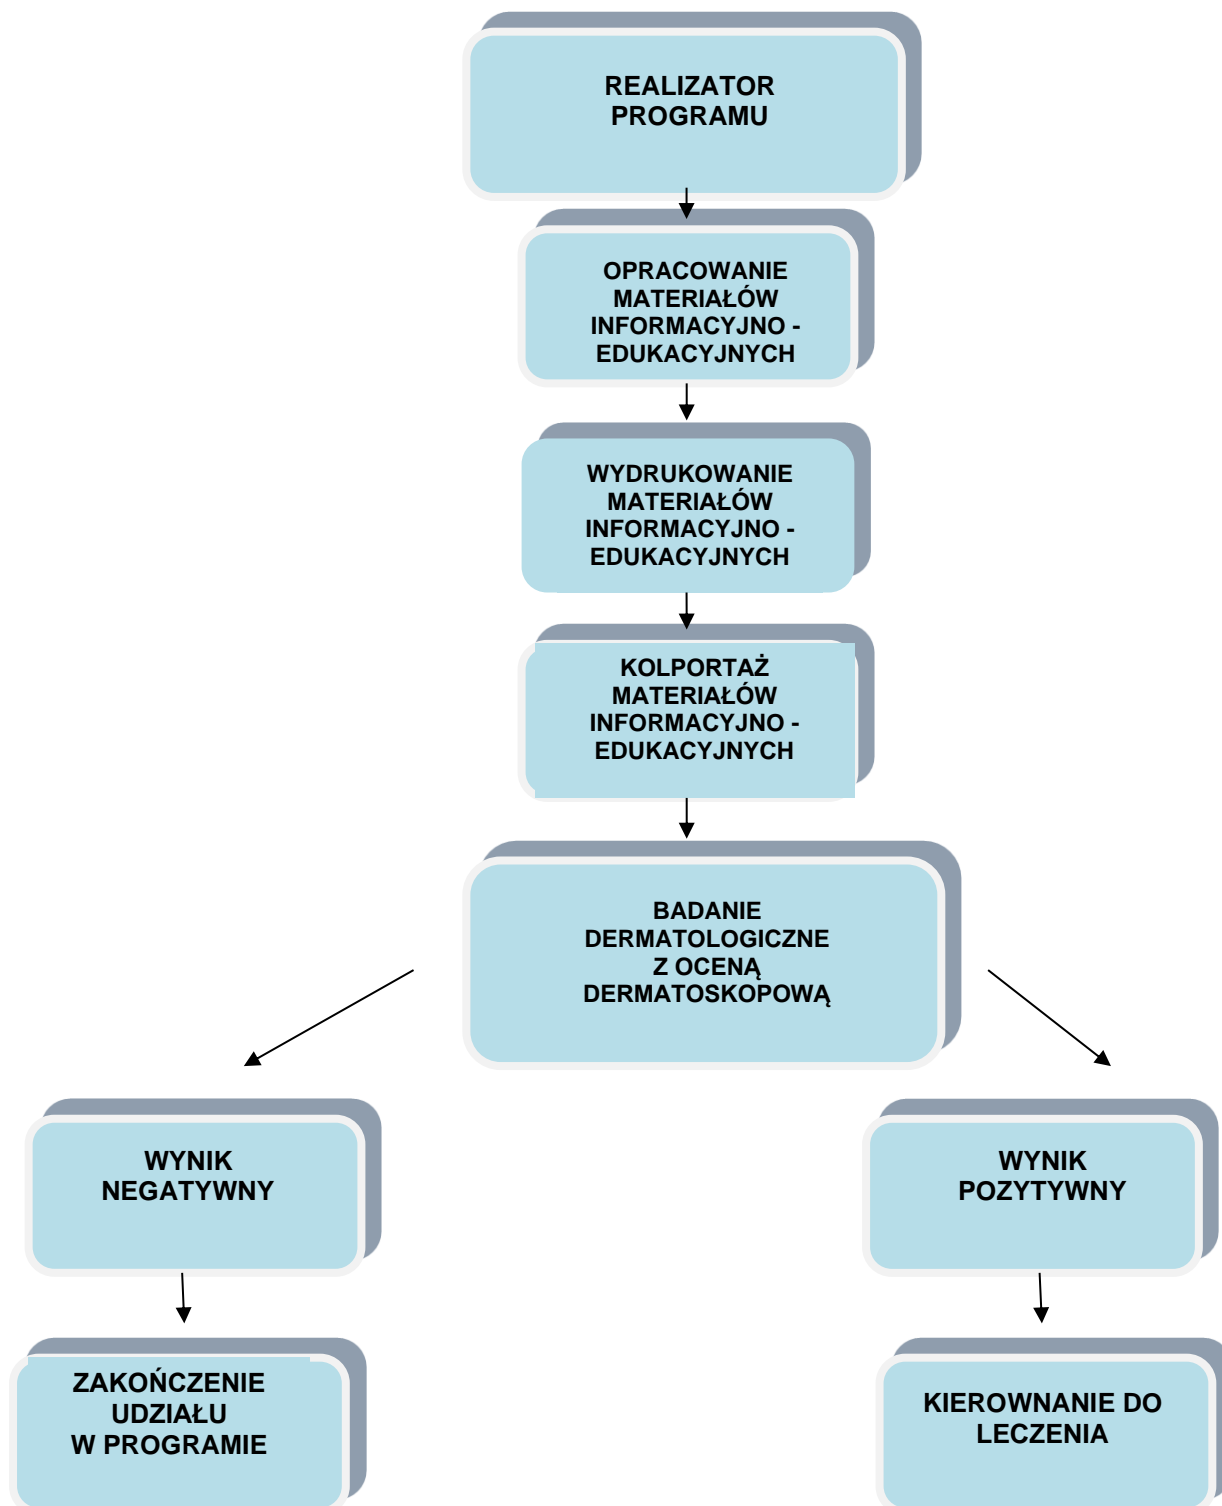 REALIZATOR
PROGRAMU
OPRACOWANIE
MATERIAŁÓW
INFORMACYJNO -
EDUKACYJNYCH
WYDRUKOWANIE
MATERIAŁÓW
INFORMACYJNO -
EDUKACYJNYCH
KOLPORTAŻ
MATERIAŁÓW
INFORMACYJNO -
EDUKACYJNYCH
BADANIE
DERMATOLOGICZNE
Z OCENĄ
DERMATOSKOPOWĄ
WYNIK
NEGATYWNY
WYNIK
POZYTYWNY
ZAKOŃCZENIE
UDZIAŁU
W PROGRAMIE
KIEROWNANIE DO
LECZENIA